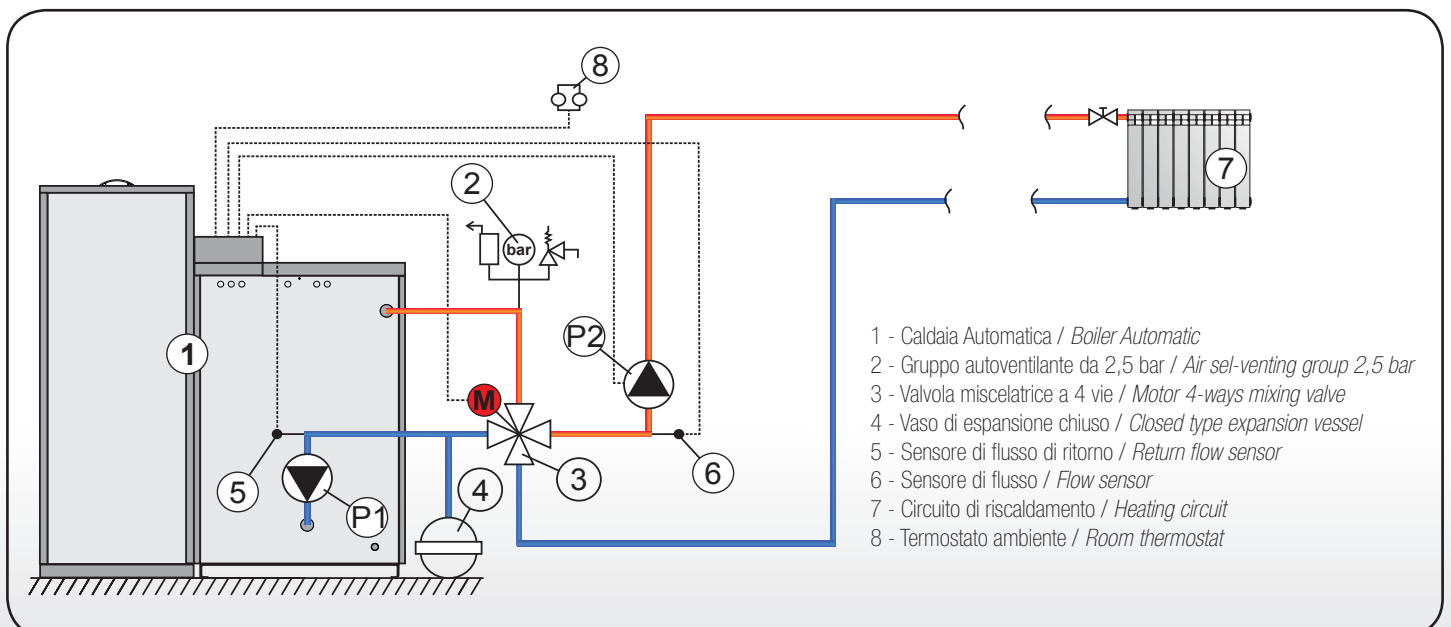 8
2
bar
7
P2
1
M
5
P1
4
3
6
1 - Caldaia Automatica / Boiler Automatic
2 - Gruppo autoventilante da 2,5 bar / Air sel-venting group 2,5 bar
3 - Valvola miscelatrice a 4 vie / Motor 4-ways mixing valve
4 - Vaso di espansione chiuso / Closed type expansion vessel
5 - Sensore di flusso di ritorno / Return flow sensor
6 - Sensore di flusso / Flow sensor
7 - Circuito di riscaldamento / Heating circuit
8 - Termostato ambiente / Room thermostat